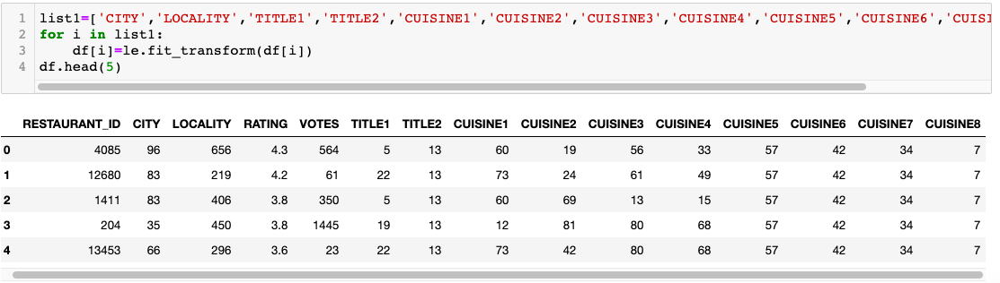 1 list1=['CITY','LOCALITY','TITLE1','TITLE2','CUISINE1','CUISINE2','CUISINE3','CUISINE4','CUISINE5','CUISINE6','CUISI
2 for i in list1:
3     df[i]=le.fit_transform(df[i])
4 df.head(5)
RESTAURANT_ID CITY LOCALITY RATING VOTES TITLE1 TITLE2 CUISINE1 CUISINE2 CUISINE3 CUISINE4 CUISINE5 CUISINE6 CUISINE7 CUISINE8
0 4085 96 656 4.3 564 5 13 60 19 56 33 57 42 34 7
1 12680 83 219 4.2 61 22 13 73 24 61 49 57 42 34 7
2 1411 83 406 3.8 350 5 13 60 69 13 15 57 42 34 7
3 204 35 450 3.8 1445 19 13 12 81 80 68 57 42 34 7
4 13453 66 296 3.6 23 22 13 73 42 80 68 57 42 34 7